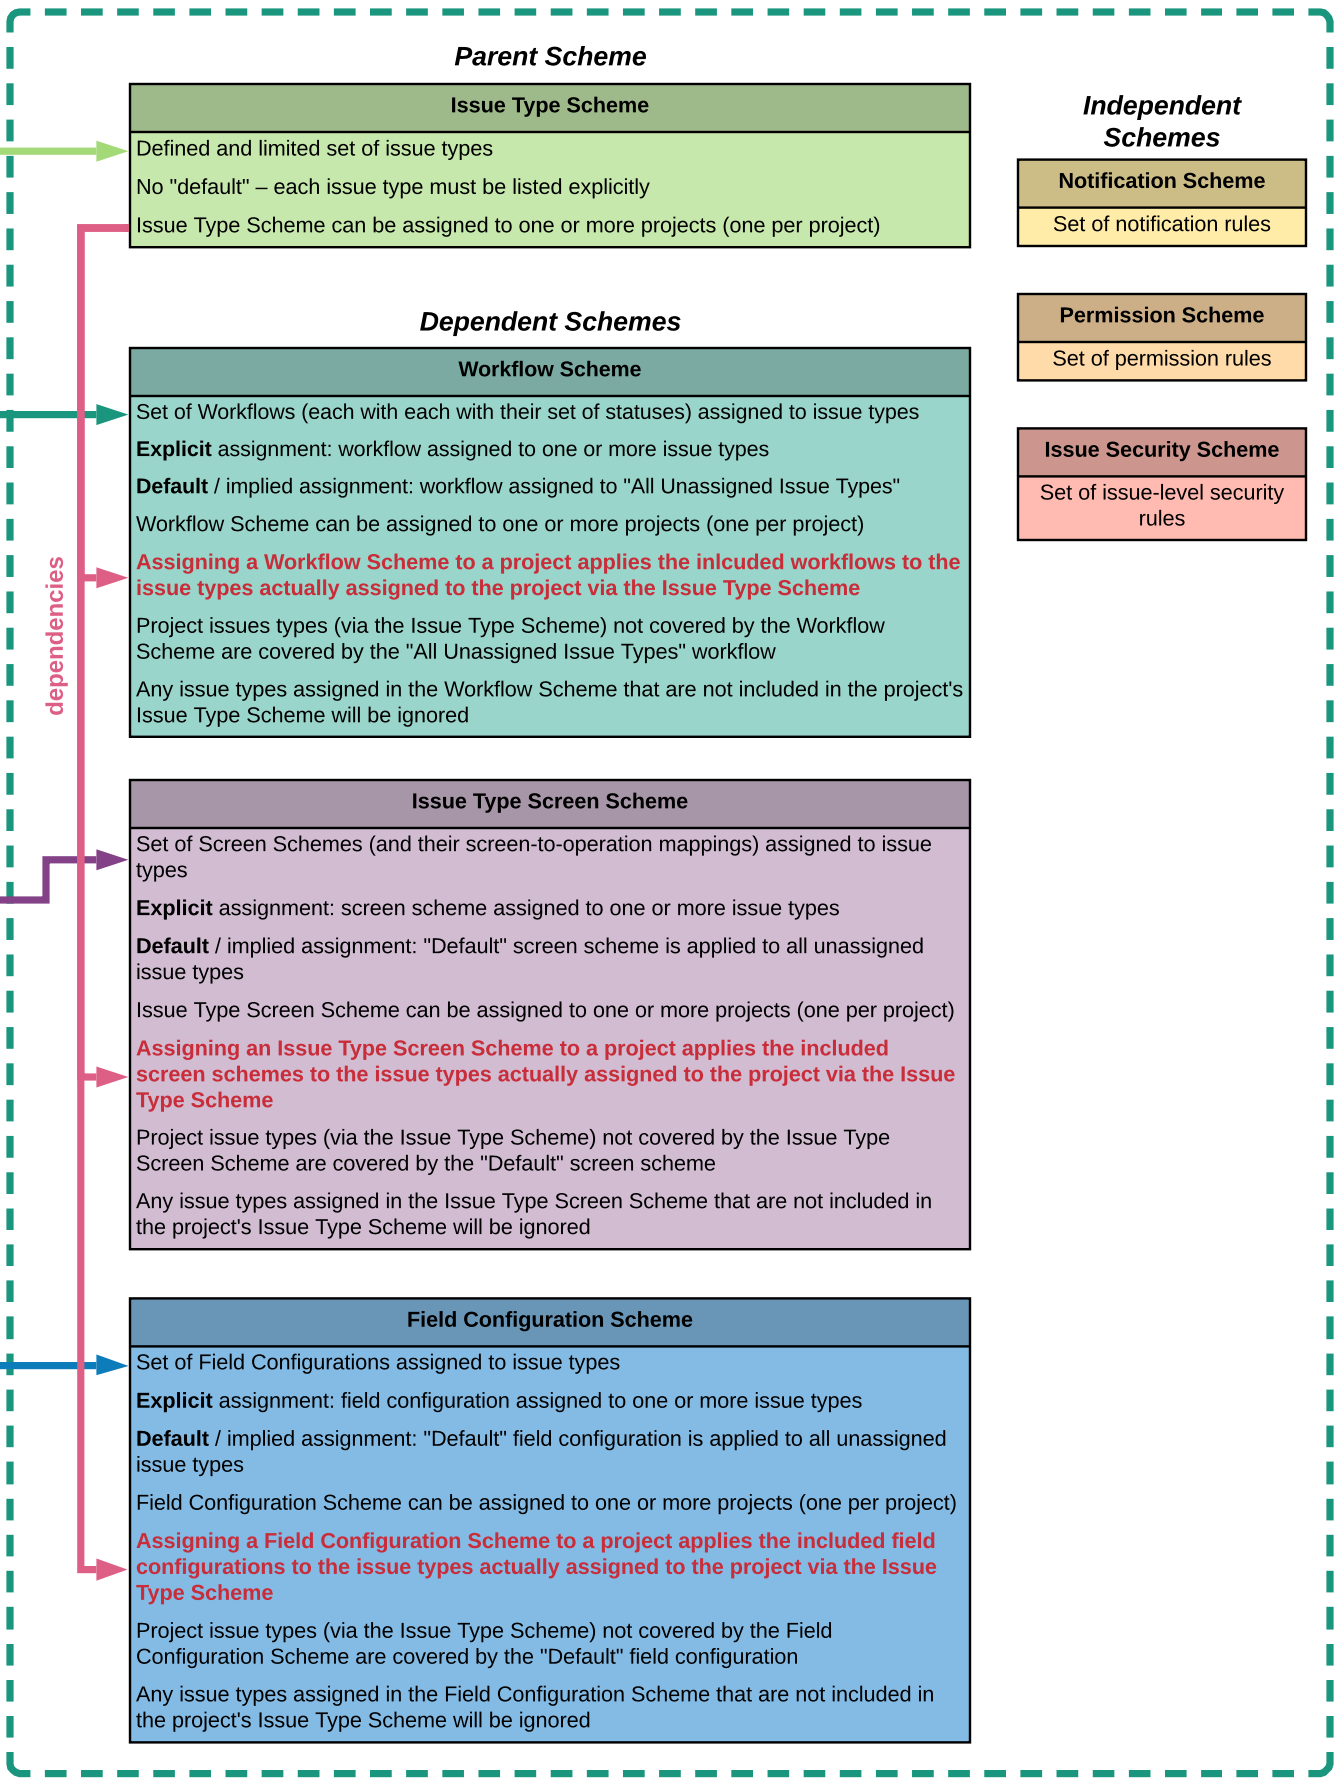 Parent Scheme
Issue Type Scheme
Defined and limited set of issue types
No "default" – each issue type must be listed explicitly
Issue Type Scheme can be assigned to one or more projects (one per project)
Independent
Schemes
Notification Scheme
Set of notification rules
Permission Scheme
Set of permission rules
Issue Security Scheme
Set of issue-level security
rules
dependencies
Dependent Schemes
Workflow Scheme
Set of Workflows (each with each with their set of statuses) assigned to issue types
Explicit assignment: workflow assigned to one or more issue types
Default / implied assignment: workflow assigned to "All Unassigned Issue Types"
Workflow Scheme can be assigned to one or more projects (one per project)
Assigning a Workflow Scheme to a project applies the inlcuded workflows to the
issue types actually assigned to the project via the Issue Type Scheme
Project issues types (via the Issue Type Scheme) not covered by the Workflow
Scheme are covered by the "All Unassigned Issue Types" workflow
Any issue types assigned in the Workflow Scheme that are not included in the project's
Issue Type Scheme will be ignored
Issue Type Screen Scheme
Set of Screen Schemes (and their screen-to-operation mappings) assigned to issue
types
Explicit assignment: screen scheme assigned to one or more issue types
Default / implied assignment: "Default" screen scheme is applied to all unassigned
issue types
Issue Type Screen Scheme can be assigned to one or more projects (one per project)
Assigning an Issue Type Screen Scheme to a project applies the included
screen schemes to the issue types actually assigned to the project via the Issue
Type Scheme
Project issue types (via the Issue Type Scheme) not covered by the Issue Type
Screen Scheme are covered by the "Default" screen scheme
Any issue types assigned in the Issue Type Screen Scheme that are not included in
the project's Issue Type Scheme will be ignored
Field Configuration Scheme
Set of Field Configurations assigned to issue types
Explicit assignment: field configuration assigned to one or more issue types
Default / implied assignment: "Default" field configuration is applied to all unassigned
issue types
Field Configuration Scheme can be assigned to one or more projects (one per project)
Assigning a Field Configuration Scheme to a project applies the included field
configurations to the issue types actually assigned to the project via the Issue
Type Scheme
Project issue types (via the Issue Type Scheme) not covered by the Field
Configuration Scheme are covered by the "Default" field configuration
Any issue types assigned in the Field Configuration Scheme that are not included in
the project's Issue Type Scheme will be ignored